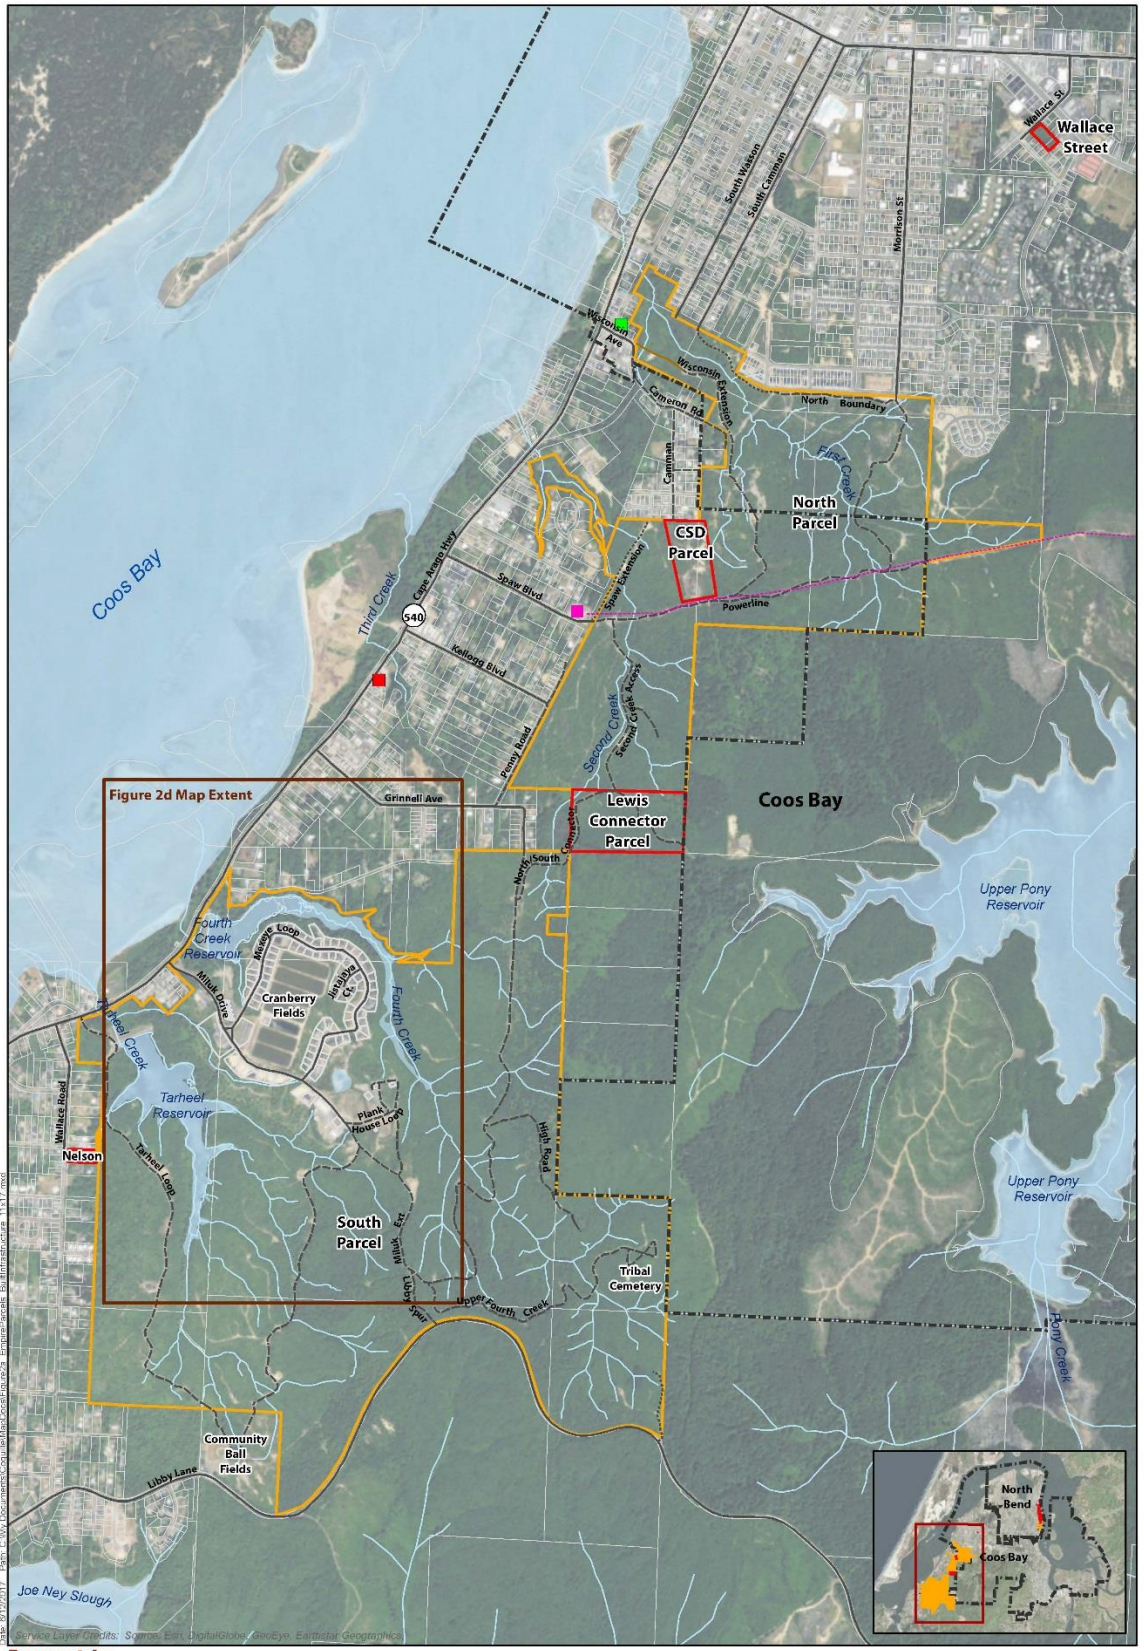 Wallace St
Wallace
Street
South Wasson
South Camman
Morrison St
Wisconsin
Ave
Wisconsin Extension
Cameron Rd
North Boundary
First Creek
Camman
North
Parcel
CSD
Parcel
Coos Bay
Cape Arago Hwy
Third Creek
540
Spaw Blvd
Spaw Extension
Powerline
Kellogg Blvd
Second Creek
Second Creek Access
Penny Road
Figure 2d Map Extent
Grinnell Ave
Lewis
Connector
Parcel
Coos Bay
North/South Connector
Upper Pony
Reservoir
Fourth
Creek
Reservoir
Mexeye Loop
Jistajaya
Ct.
Miluk Drive
Cranberry
Fields
Fourth Creek
Tarheel Creek
Tarheel
Reservoir
Wallace Road
Plank
House Loop
Nelson
Tarheel Loop
High Road
Upper Pony
Reservoir
South
Parcel
Miluk Ext
Tribal
Cemetery
Libby
Spur
Upper Fourth Creek
Pony Creek
Community
Ball
Fields
Libby Lane
Joe Ney Slough
North
Bend
Coos Bay
Service Layer Credits: Source: Esri, DigitalGlobe, GeoEye, Earthstar Geographics,